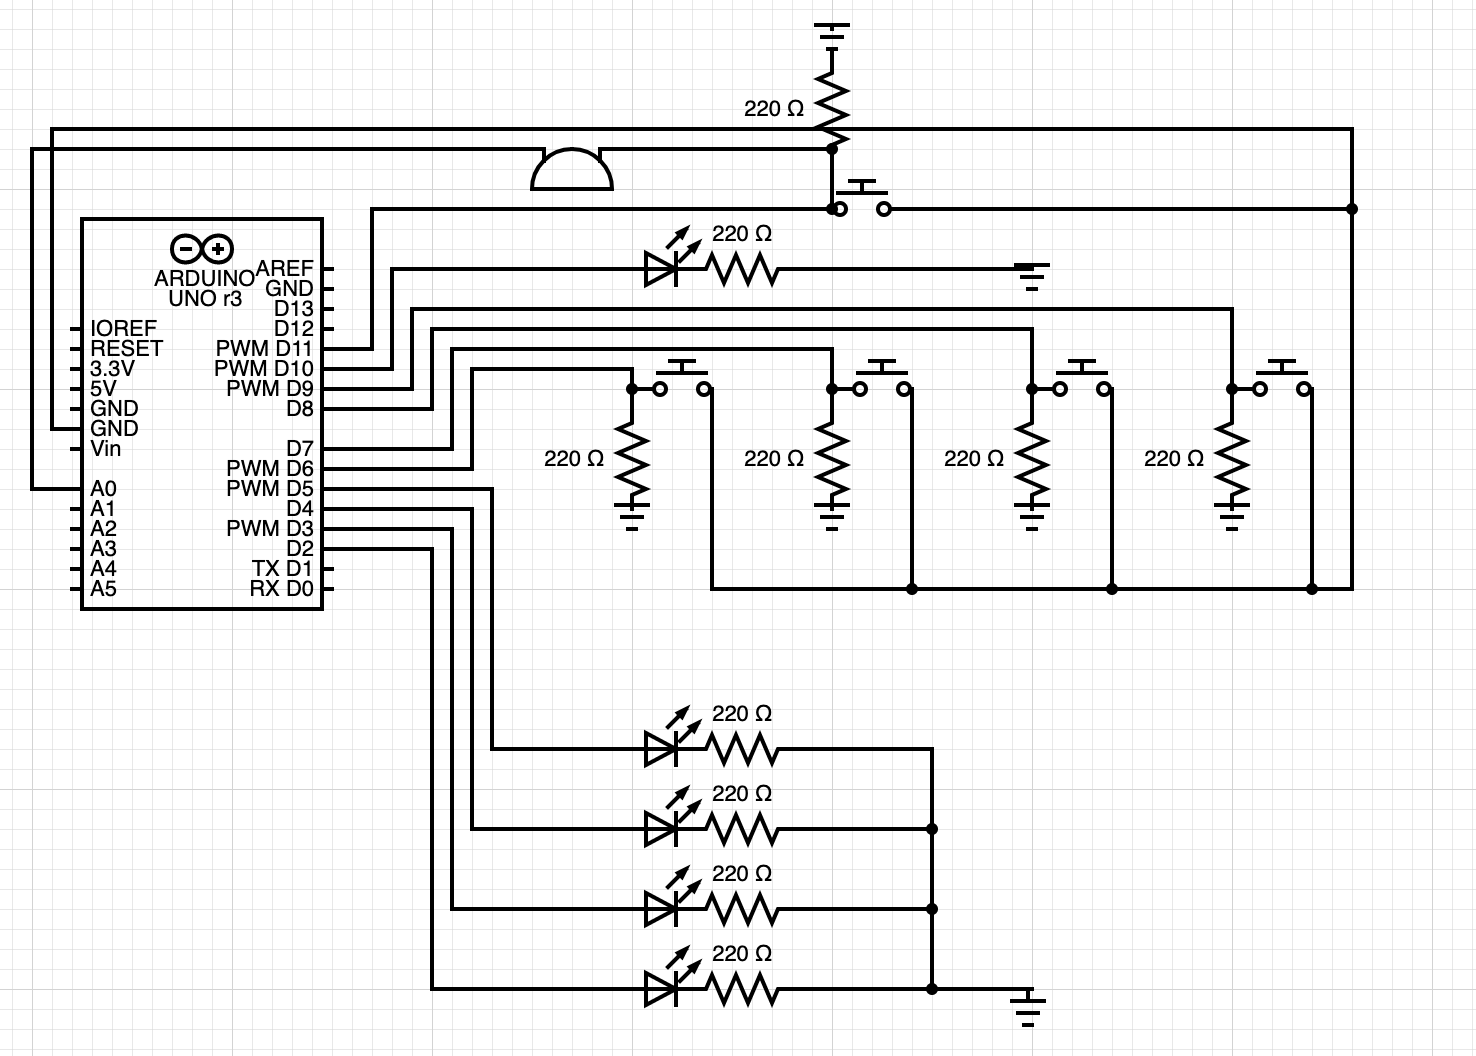 220 Ω
220 Ω
ARDUINO
UNO r3
AREF
GND
D13
D12
IOREF
RESET
3.3V
5V
GND
GND
Vin
PWM D11
PWM D10
PWM D9
D8
D7
PWM D6
PWM D5
D4
PWM D3
D2
TX D1
RX D0
A0
A1
A2
A3
A4
A5
220 Ω
220 Ω
220 Ω
220 Ω
220 Ω
220 Ω
220 Ω
220 Ω